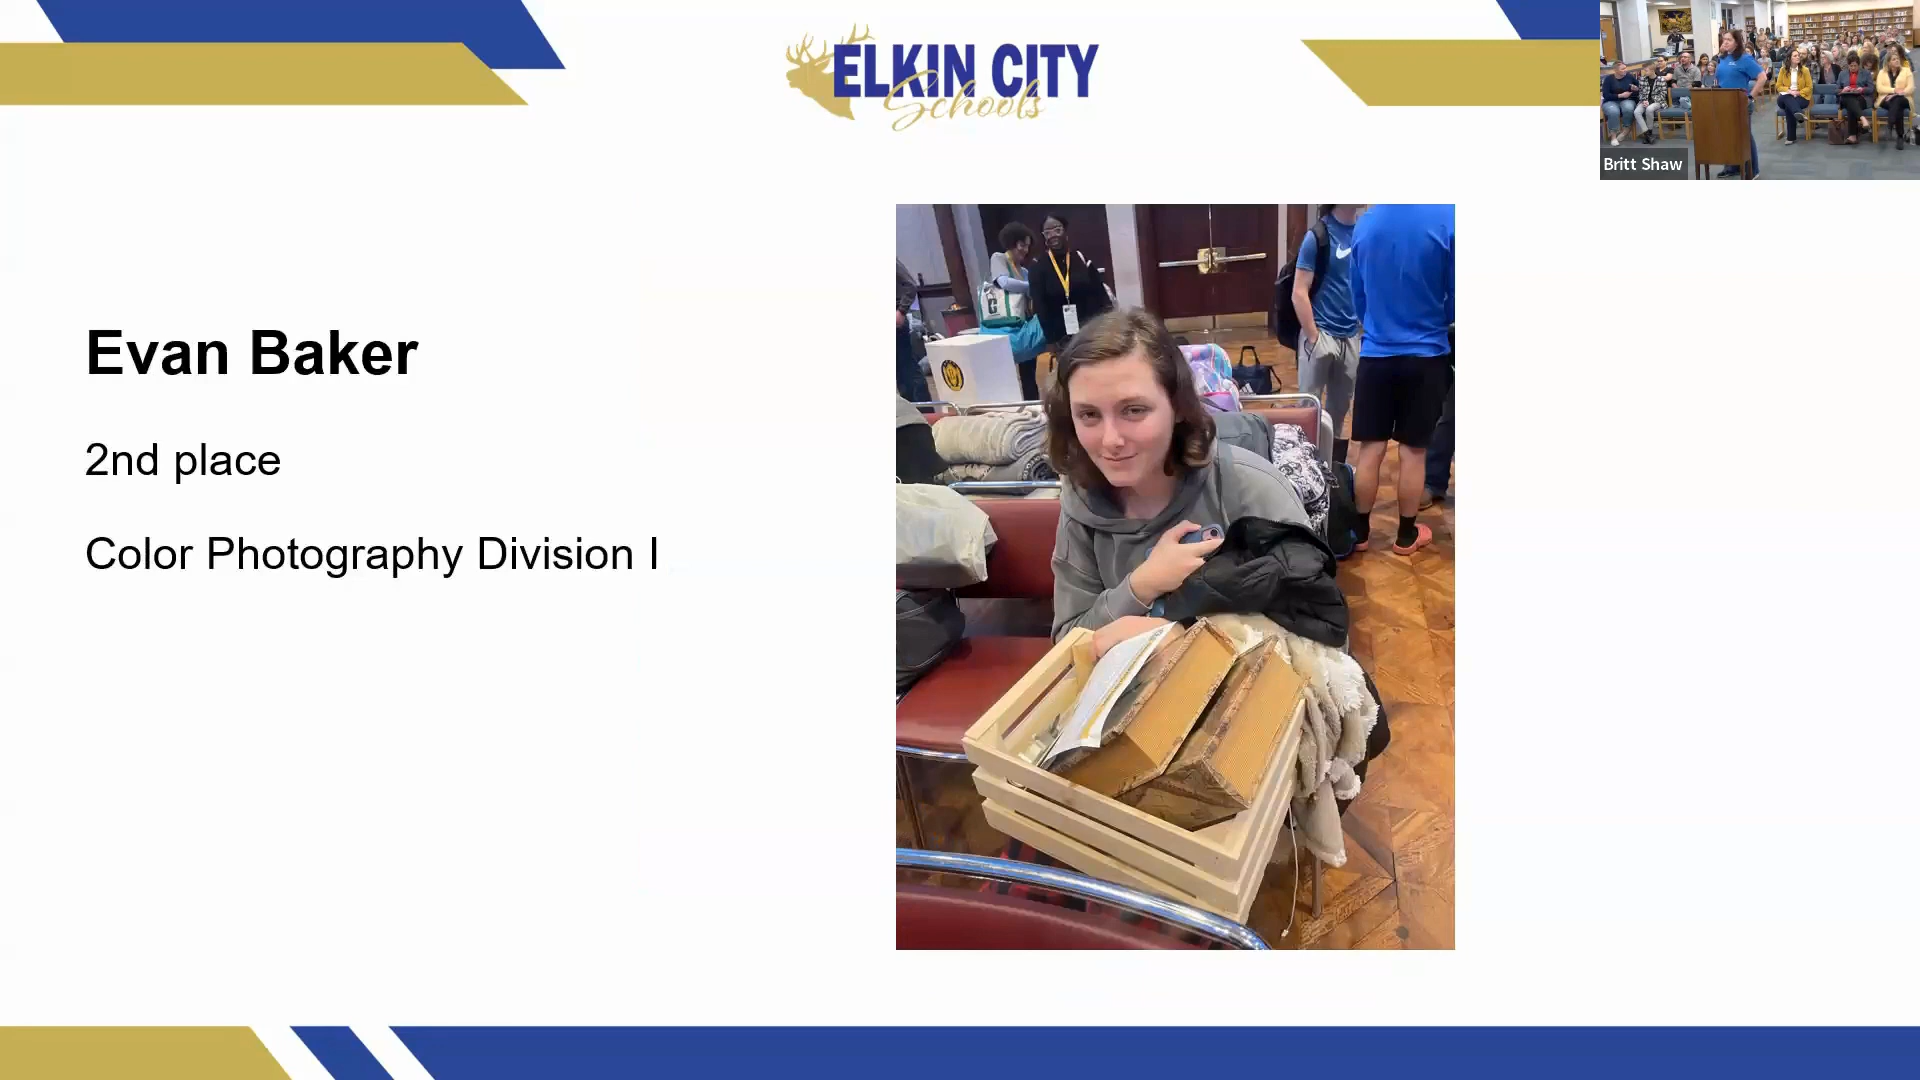 ELKIN CITY
Schools
Britt Shaw
Evan Baker
2nd place
Color Photography Division I